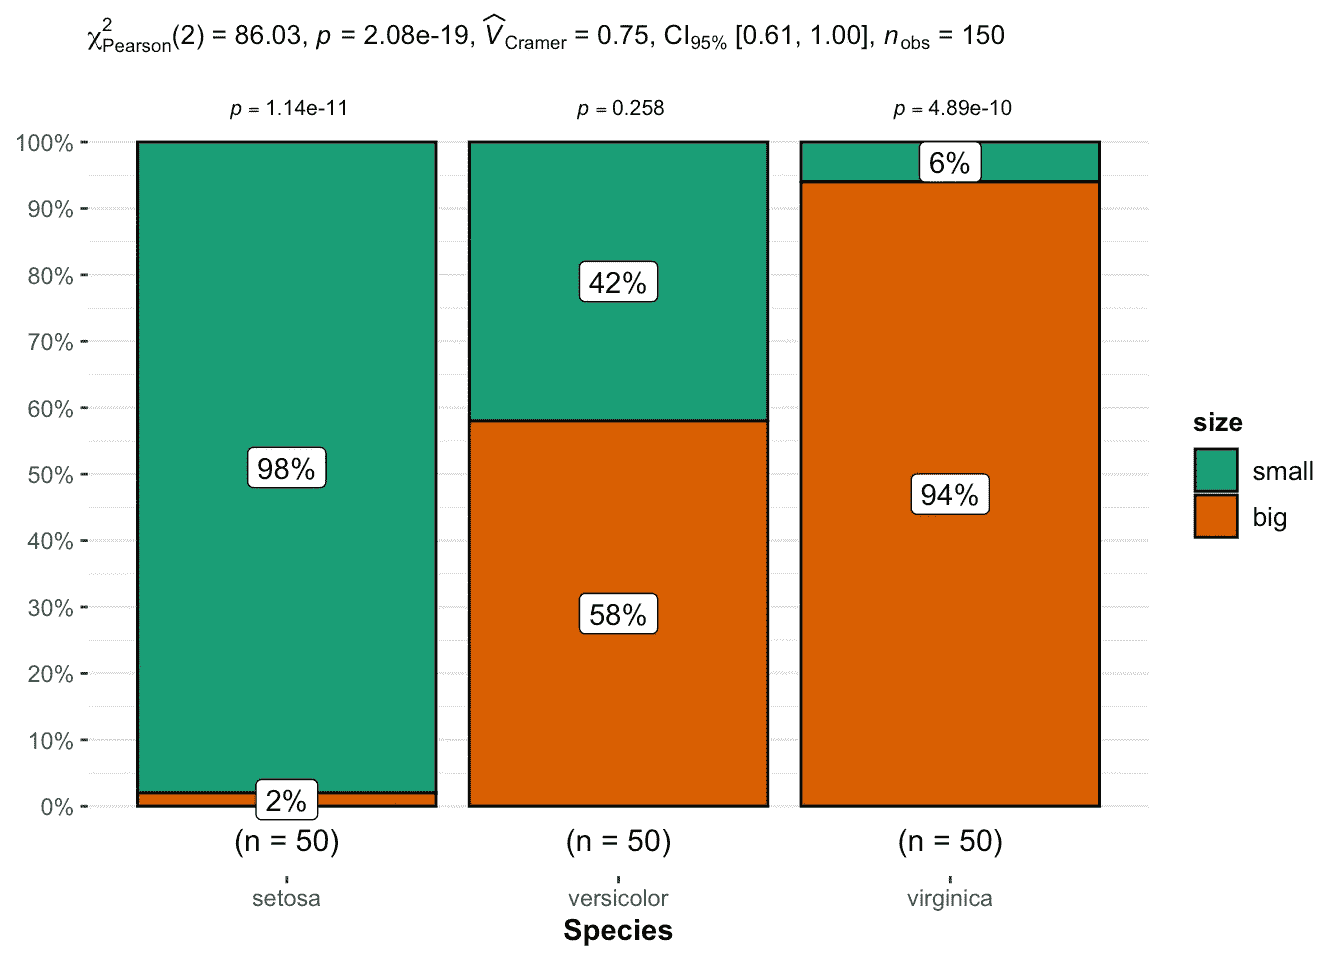 χ²Pearson(2) = 86.03, p = 2.08e-19, V̂Cramer = 0.75, CI95% [0.61, 1.00], nobs = 150
p = 1.14e-11 p = 0.258 p = 4.89e-10
100%
90%
80%
70%
60%
50%
40%
30%
20%
10%
0%
98%
2%
42%
58%
6%
94%
(n = 50) (n = 50) (n = 50)
setosa versicolor virginica
Species
size
small
big